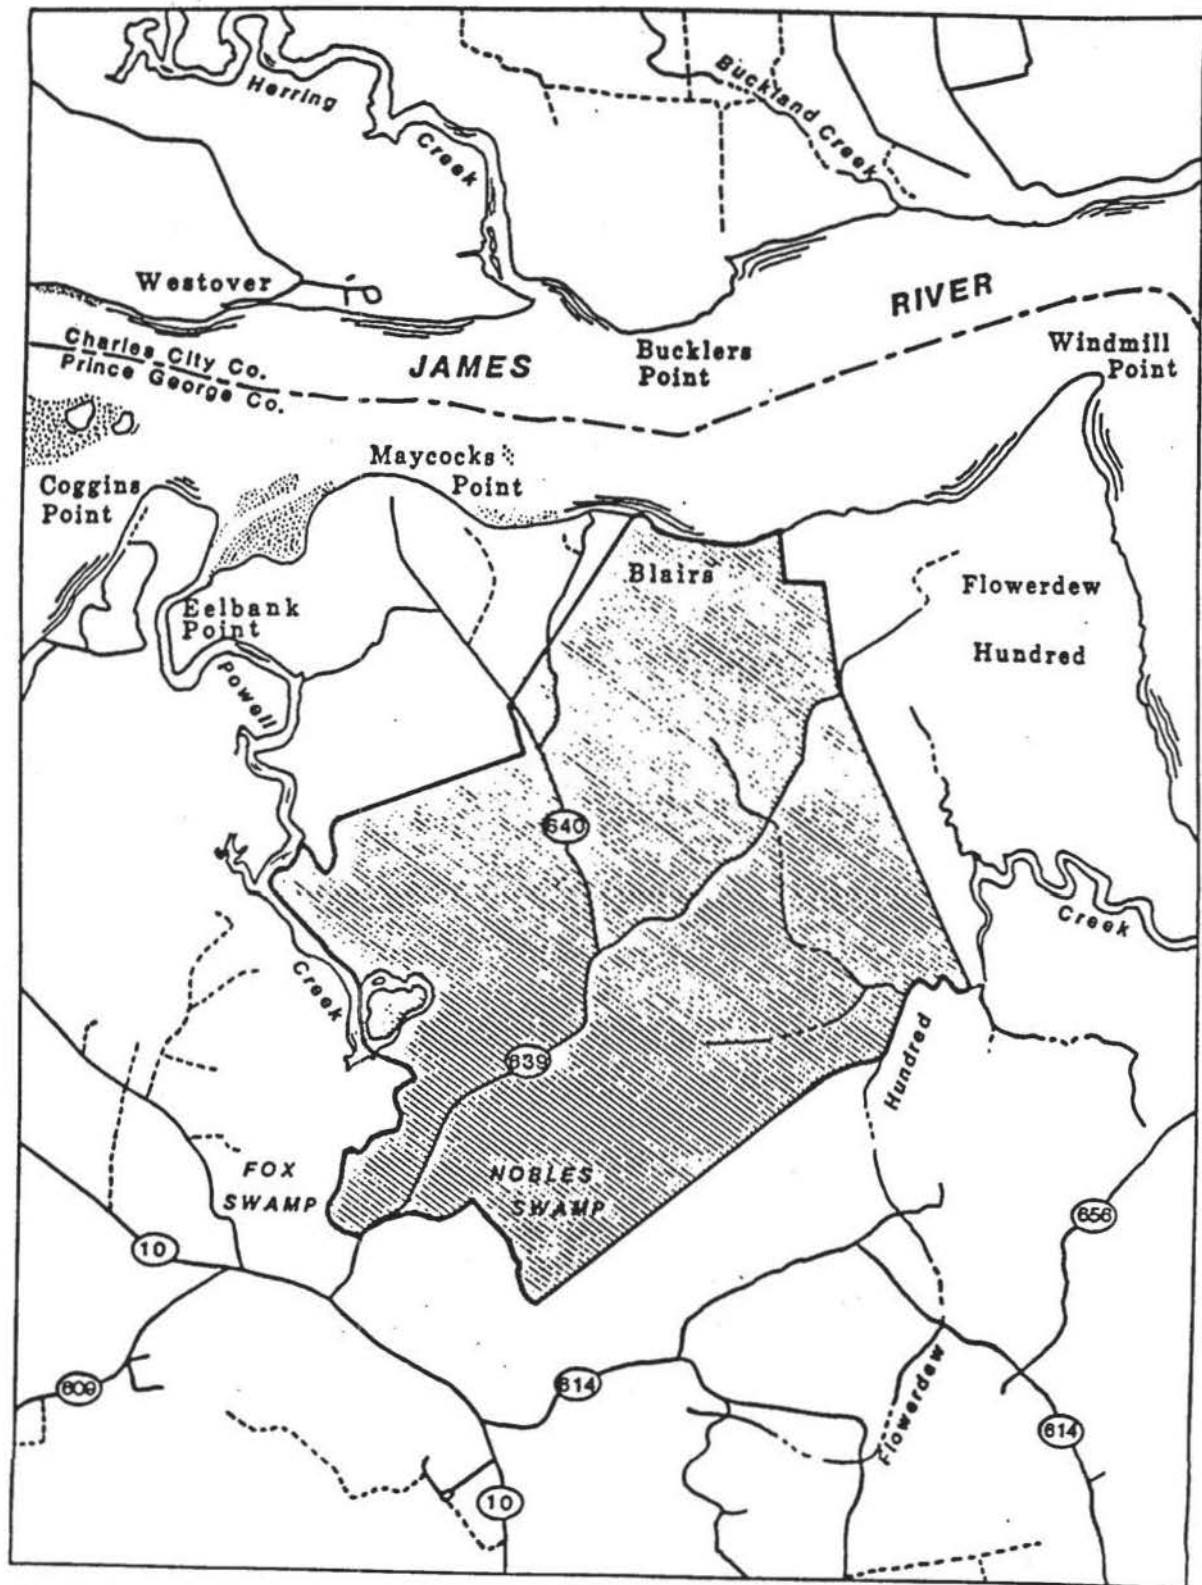 Herring
Creek
Buckland Creek
Westover
RIVER
Charles City Co.
Prince George Co.
JAMES
Bucklers
Point
Windmill
Point
Maycocks
Point
Coggins
Point
Blairs
Flowerdew
Hundred
Eelbank
Point
Powell
640
Creek
Creek
639
Hundred
FOX
SWAMP
NOBLES
SWAMP
656
10
609
614
Flowerdew
614
10